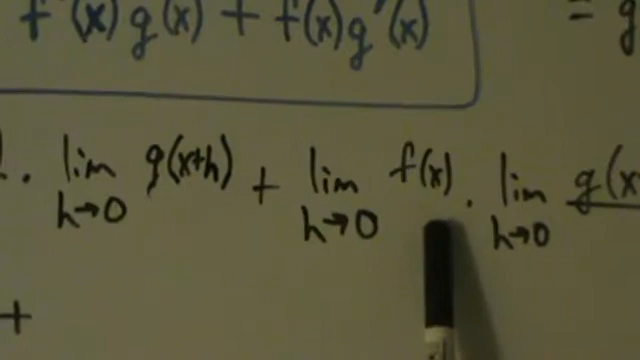 f'(x)g(x) + f(x)g'(x)
= g
. lim h→0 g(x+h) + lim h→0 f(x) . lim h→0 g(x
+